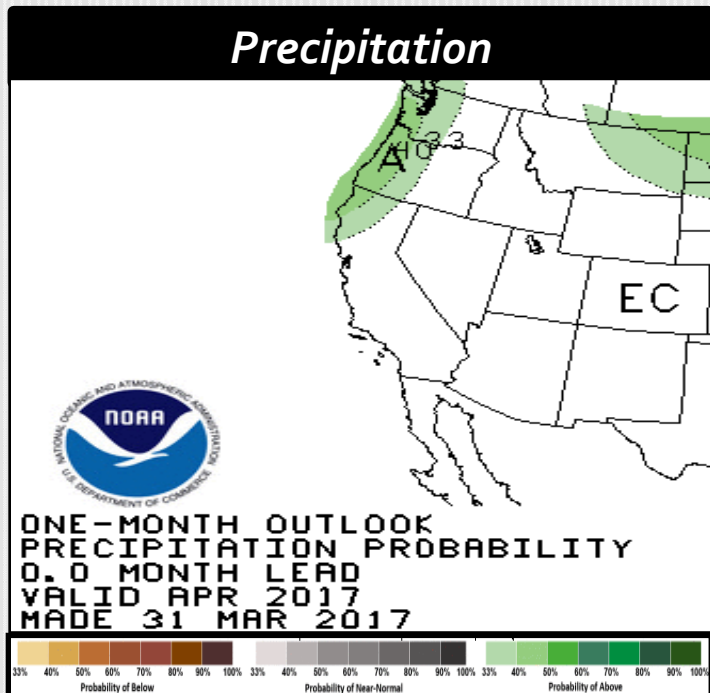 Precipitation
A 40 33
EC
NATIONAL OCEANIC AND ATMOSPHERIC ADMINISTRATION
NOAA
U.S. DEPARTMENT OF COMMERCE
ONE-MONTH OUTLOOK
PRECIPITATION PROBABILITY
0.0 MONTH LEAD
VALID APR 2017
MADE 31 MAR 2017
33% 40% 50% 60% 70% 80% 90% 100% 33% 40% 50% 60% 70% 80% 90% 100% 33% 40% 50% 60% 70% 80% 90% 100%
Probability of Below Probability of Near-Normal Probability of Above